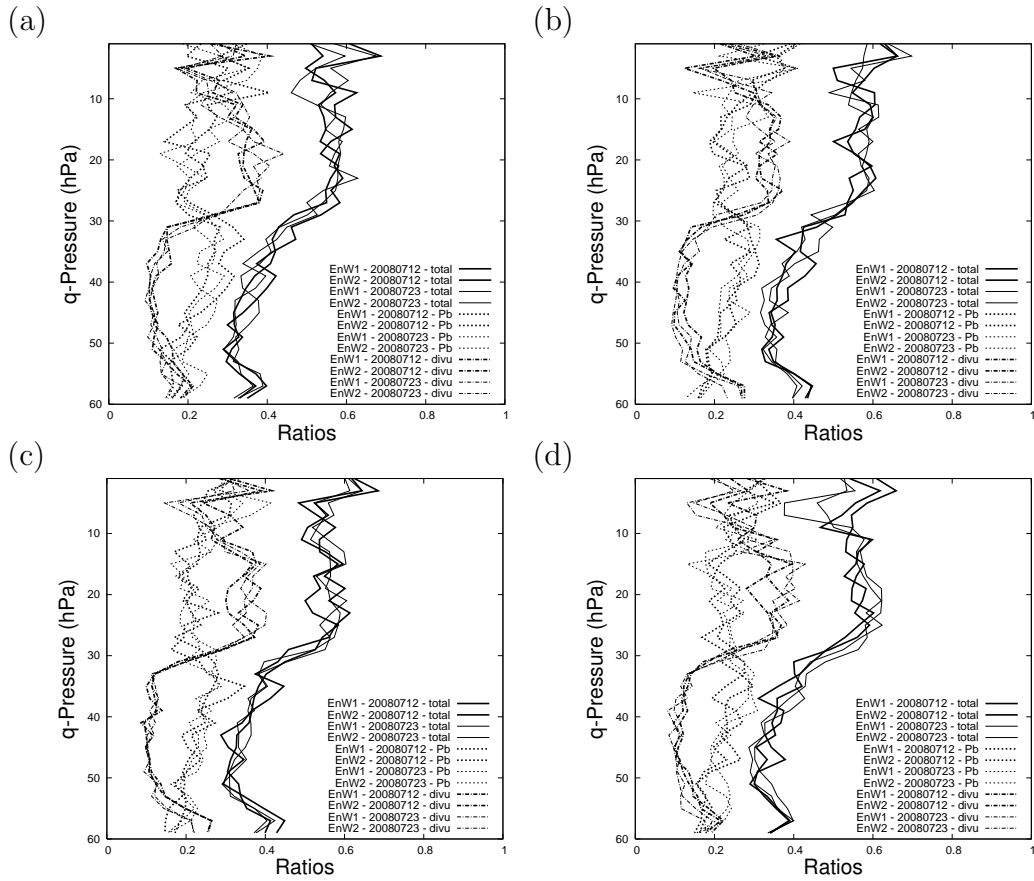 (a)
q-Pressure (hPa)
10
20
30
40
50
60
0
0.2
0.4
0.6
0.8
1
Ratios
EnW1 - 20080712 - total
EnW2 - 20080712 - total
EnW1 - 20080723 - total
EnW2 - 20080723 - total
EnW1 - 20080712 - Pb
EnW2 - 20080712 - Pb
EnW1 - 20080723 - Pb
EnW2 - 20080723 - Pb
EnW1 - 20080712 - divu
EnW2 - 20080712 - divu
EnW1 - 20080723 - divu
EnW2 - 20080723 - divu
(b)
q-Pressure (hPa)
10
20
30
40
50
60
0
0.2
0.4
0.6
0.8
1
Ratios
EnW1 - 20080712 - total
EnW2 - 20080712 - total
EnW1 - 20080723 - total
EnW2 - 20080723 - total
EnW1 - 20080712 - Pb
EnW2 - 20080712 - Pb
EnW1 - 20080723 - Pb
EnW2 - 20080723 - Pb
EnW1 - 20080712 - divu
EnW2 - 20080712 - divu
EnW1 - 20080723 - divu
EnW2 - 20080723 - divu
(c)
q-Pressure (hPa)
10
20
30
40
50
60
0
0.2
0.4
0.6
0.8
1
Ratios
EnW1 - 20080712 - total
EnW2 - 20080712 - total
EnW1 - 20080723 - total
EnW2 - 20080723 - total
EnW1 - 20080712 - Pb
EnW2 - 20080712 - Pb
EnW1 - 20080723 - Pb
EnW2 - 20080723 - Pb
EnW1 - 20080712 - divu
EnW2 - 20080712 - divu
EnW1 - 20080723 - divu
EnW2 - 20080723 - divu
(d)
q-Pressure (hPa)
10
20
30
40
50
60
0
0.2
0.4
0.6
0.8
1
Ratios
EnW1 - 20080712 - total
EnW2 - 20080712 - total
EnW1 - 20080723 - total
EnW2 - 20080723 - total
EnW1 - 20080712 - Pb
EnW2 - 20080712 - Pb
EnW1 - 20080723 - Pb
EnW2 - 20080723 - Pb
EnW1 - 20080712 - divu
EnW2 - 20080712 - divu
EnW1 - 20080723 - divu
EnW2 - 20080723 - divu